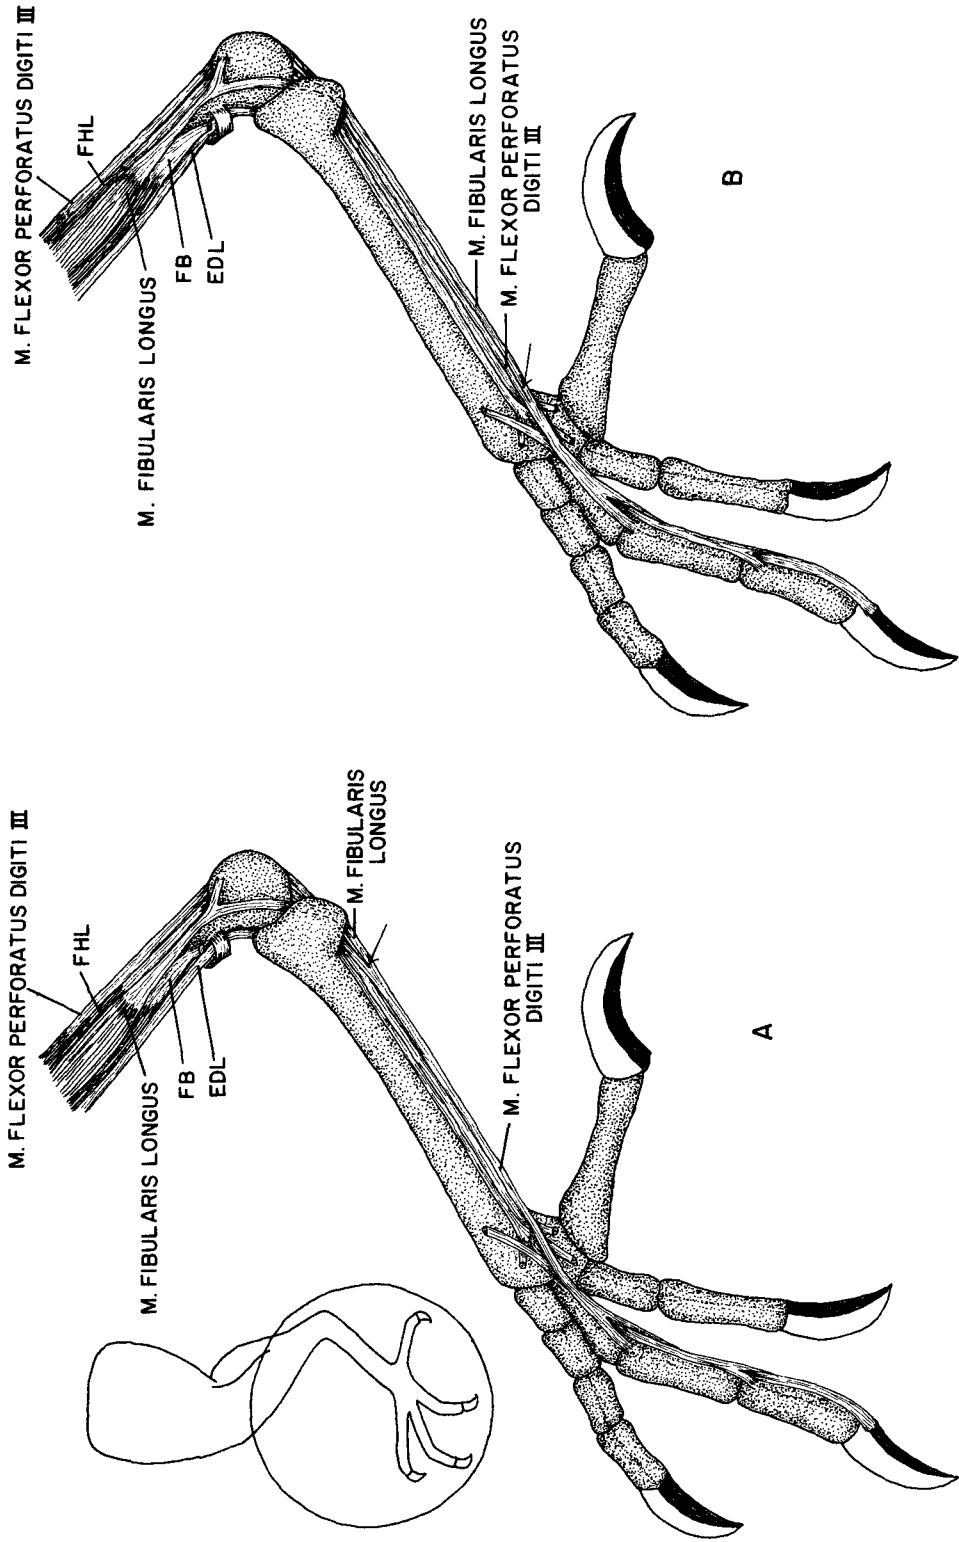 M. FLEXOR PERFORATUS DIGITI III
FHL
M. FIBULARIS LONGUS
FB
EDL
M. FIBULARIS
LONGUS
M. FLEXOR PERFORATUS
DIGITI III
A
M. FLEXOR PERFORATUS DIGITI III
FHL
M. FIBULARIS LONGUS
FB
EDL
M. FIBULARIS LONGUS
M. FLEXOR PERFORATUS
DIGITI III
B